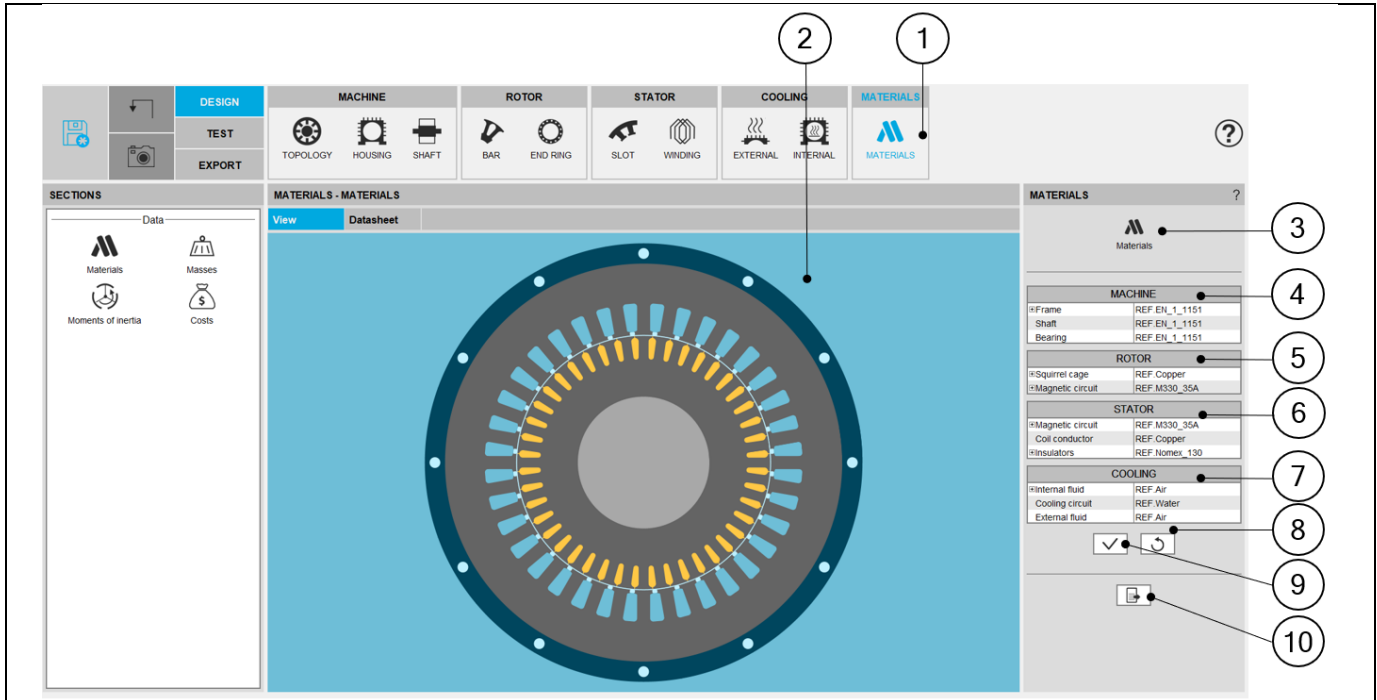 2
1
DESIGN
TEST
EXPORT
MACHINE
TOPOLOGY HOUSING SHAFT
ROTOR
BAR END RING
STATOR
SLOT WINDING
COOLING
EXTERNAL INTERNAL
MATERIALS
MATERIALS
?
SECTIONS
Data
Materials Masses
Moments of inertia Costs
$
MATERIALS - MATERIALS
View Datasheet
MATERIALS ?
Materials
3
MACHINE
4
Frame REF.EN_1_1151
Shaft REF.EN_1_1151
Bearing REF.EN_1_1151
ROTOR
5
Squirrel cage REF.Copper
Magnetic circuit REF.M330_35A
STATOR
6
Magnetic circuit REF.M330_35A
Coil conductor REF.Copper
Insulators REF.Nomex_130
COOLING
7
Internal fluid REF.Air
Cooling circuit REF.Water
External fluid REF.Air
8
9
10